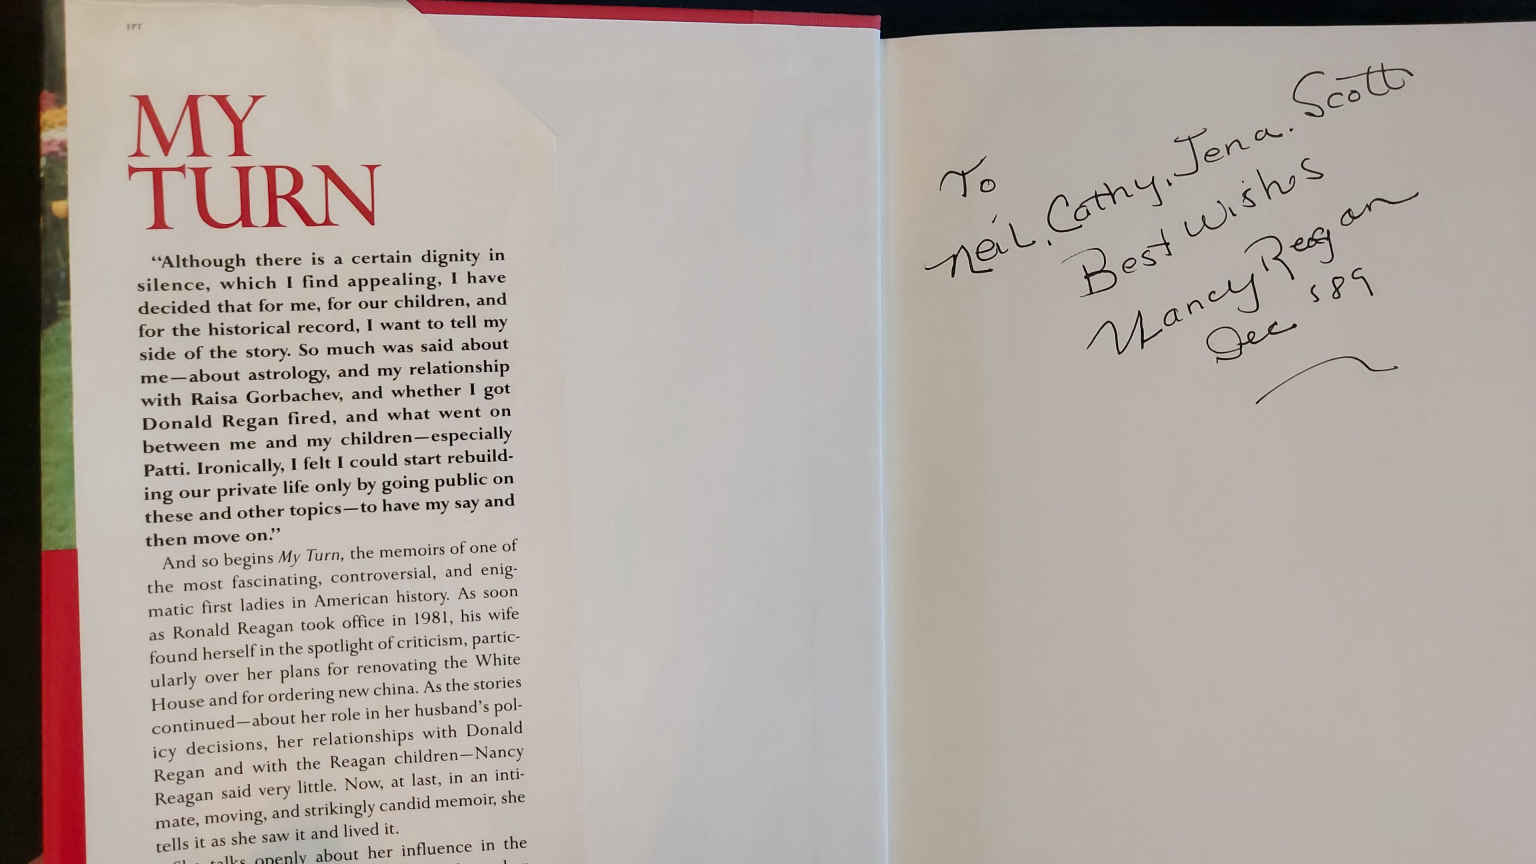 MY
TURN
“Although there is a certain dignity in
silence, which I find appealing, I have
decided that for me, for our children, and
for the historical record, I want to tell my
side of the story. So much was said about
me—about astrology, and my relationship
with Raisa Gorbachev, and whether I got
Donald Regan fired, and what went on
between me and my children—especially
Patti. Ironically, I felt I could start rebuild-
ing our private life only by going public on
these and other topics—to have my say and
then move on.”
And so begins My Turn, the memoirs of one of
the most fascinating, controversial, and enig-
matic first ladies in American history. As soon
as Ronald Reagan took office in 1981, his wife
found herself in the spotlight of criticism, partic-
ularly over her plans for renovating the White
House and for ordering new china. As the stories
continued—about her role in her husband’s pol-
icy decisions, her relationships with Donald
Regan and with the Reagan children—Nancy
Reagan said very little. Now, at last, in an inti-
mate, moving, and strikingly candid memoir, she
tells it as she saw it and lived it.
She talks openly about her influence in the
To
Neil, Cathy, Jena. Scott
Best Wishes
Nancy Reagan
Dec '89